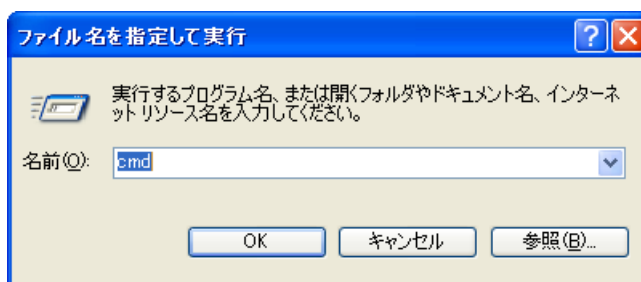 ファイル名を指定して実行
実行するプログラム名、または開くフォルダやドキュメント名、インターネ
ット リソース名を入力してください。
名前(O):
cmd
OK
キャンセル
参照(B)...